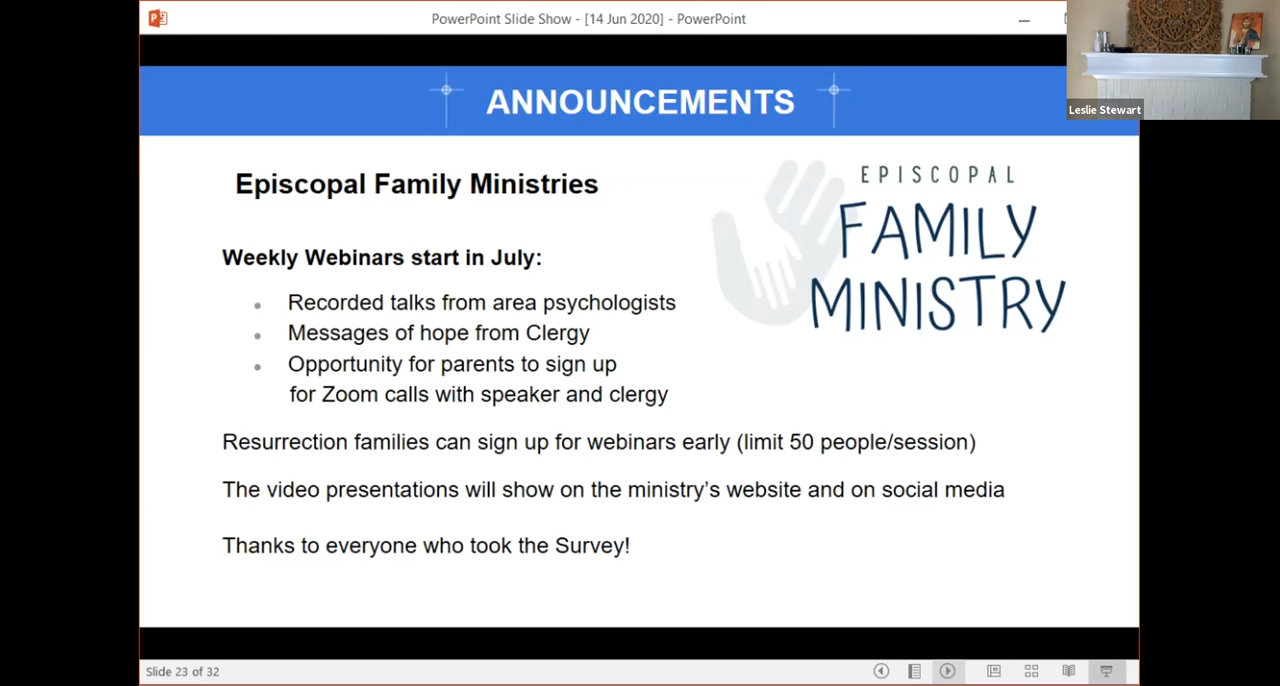 PowerPoint Slide Show - [14 Jun 2020] - PowerPoint
Leslie Stewart
ANNOUNCEMENTS
Episcopal Family Ministries
EPISCOPAL
FAMILY
MINISTRY
Weekly Webinars start in July:
Recorded talks from area psychologists
Messages of hope from Clergy
Opportunity for parents to sign up
for Zoom calls with speaker and clergy
Resurrection families can sign up for webinars early (limit 50 people/session)
The video presentations will show on the ministry’s website and on social media
Thanks to everyone who took the Survey!
Slide 23 of 32